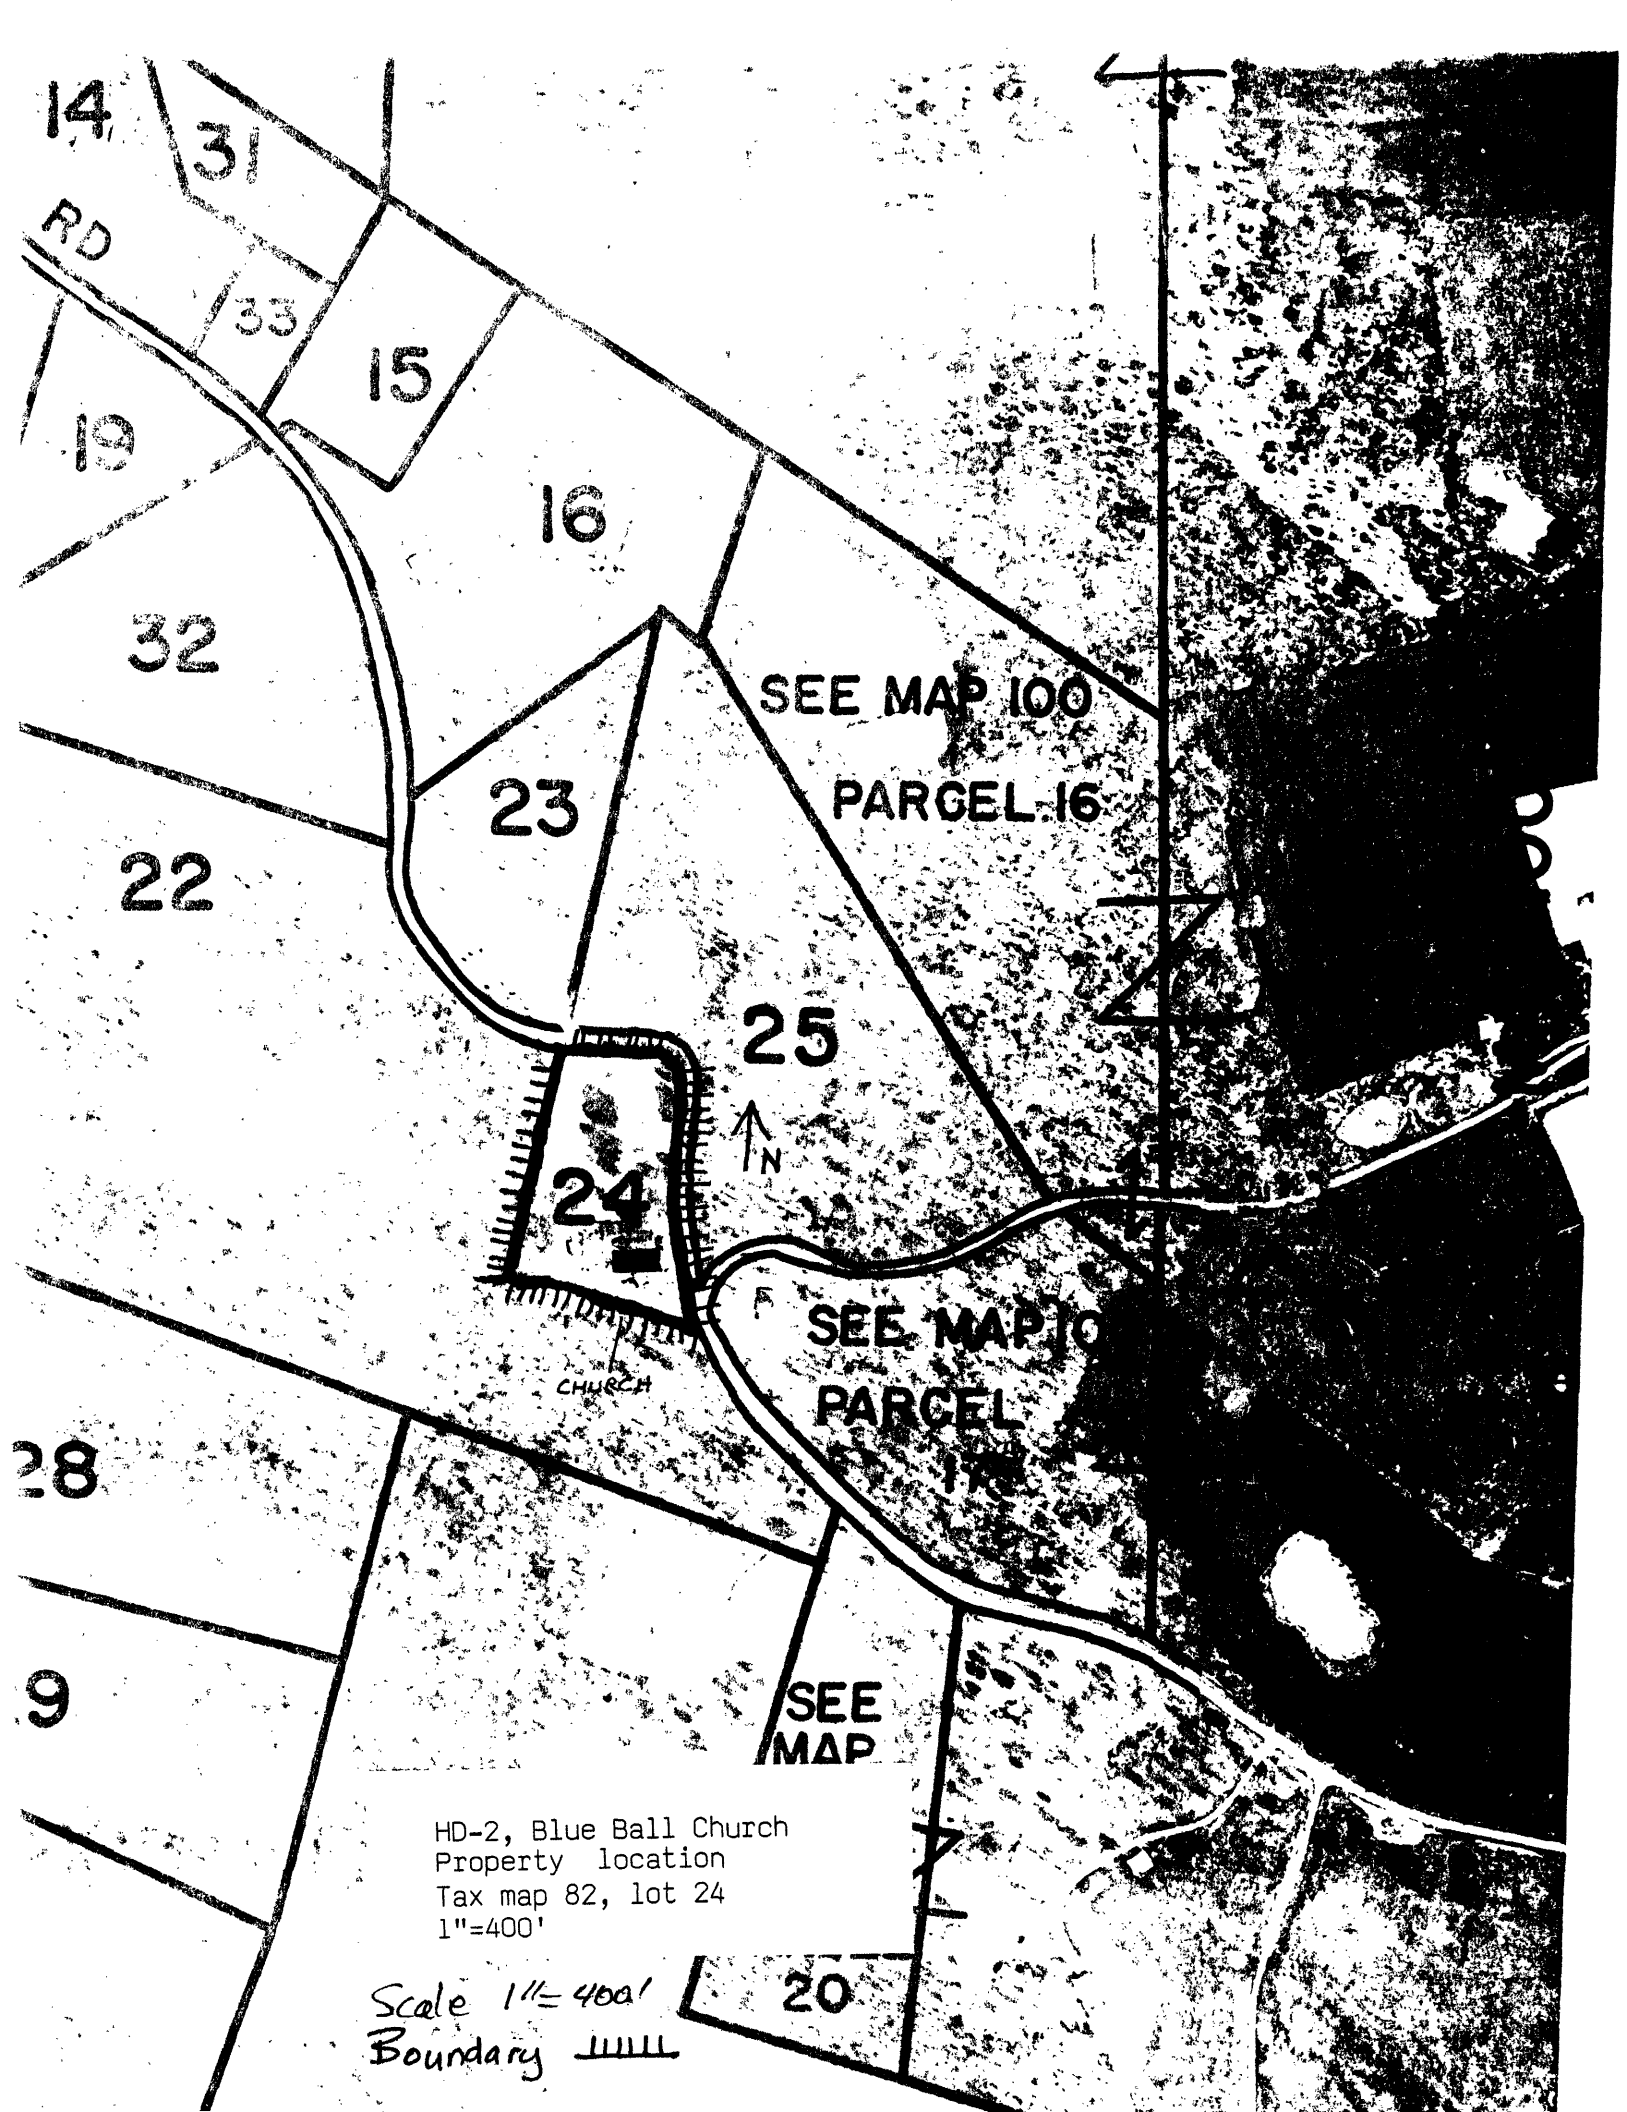 14
31
RD
33
15
19
16
32
SEE MAP 100
PARCEL 16
23
22
25
N
24
SEE MAP
PARCEL
CHURCH
28
9
SEE
MAP
HD-2, Blue Ball Church
Property location
Tax map 82, lot 24
1"=400'
20
Scale 1"=400'
Boundary